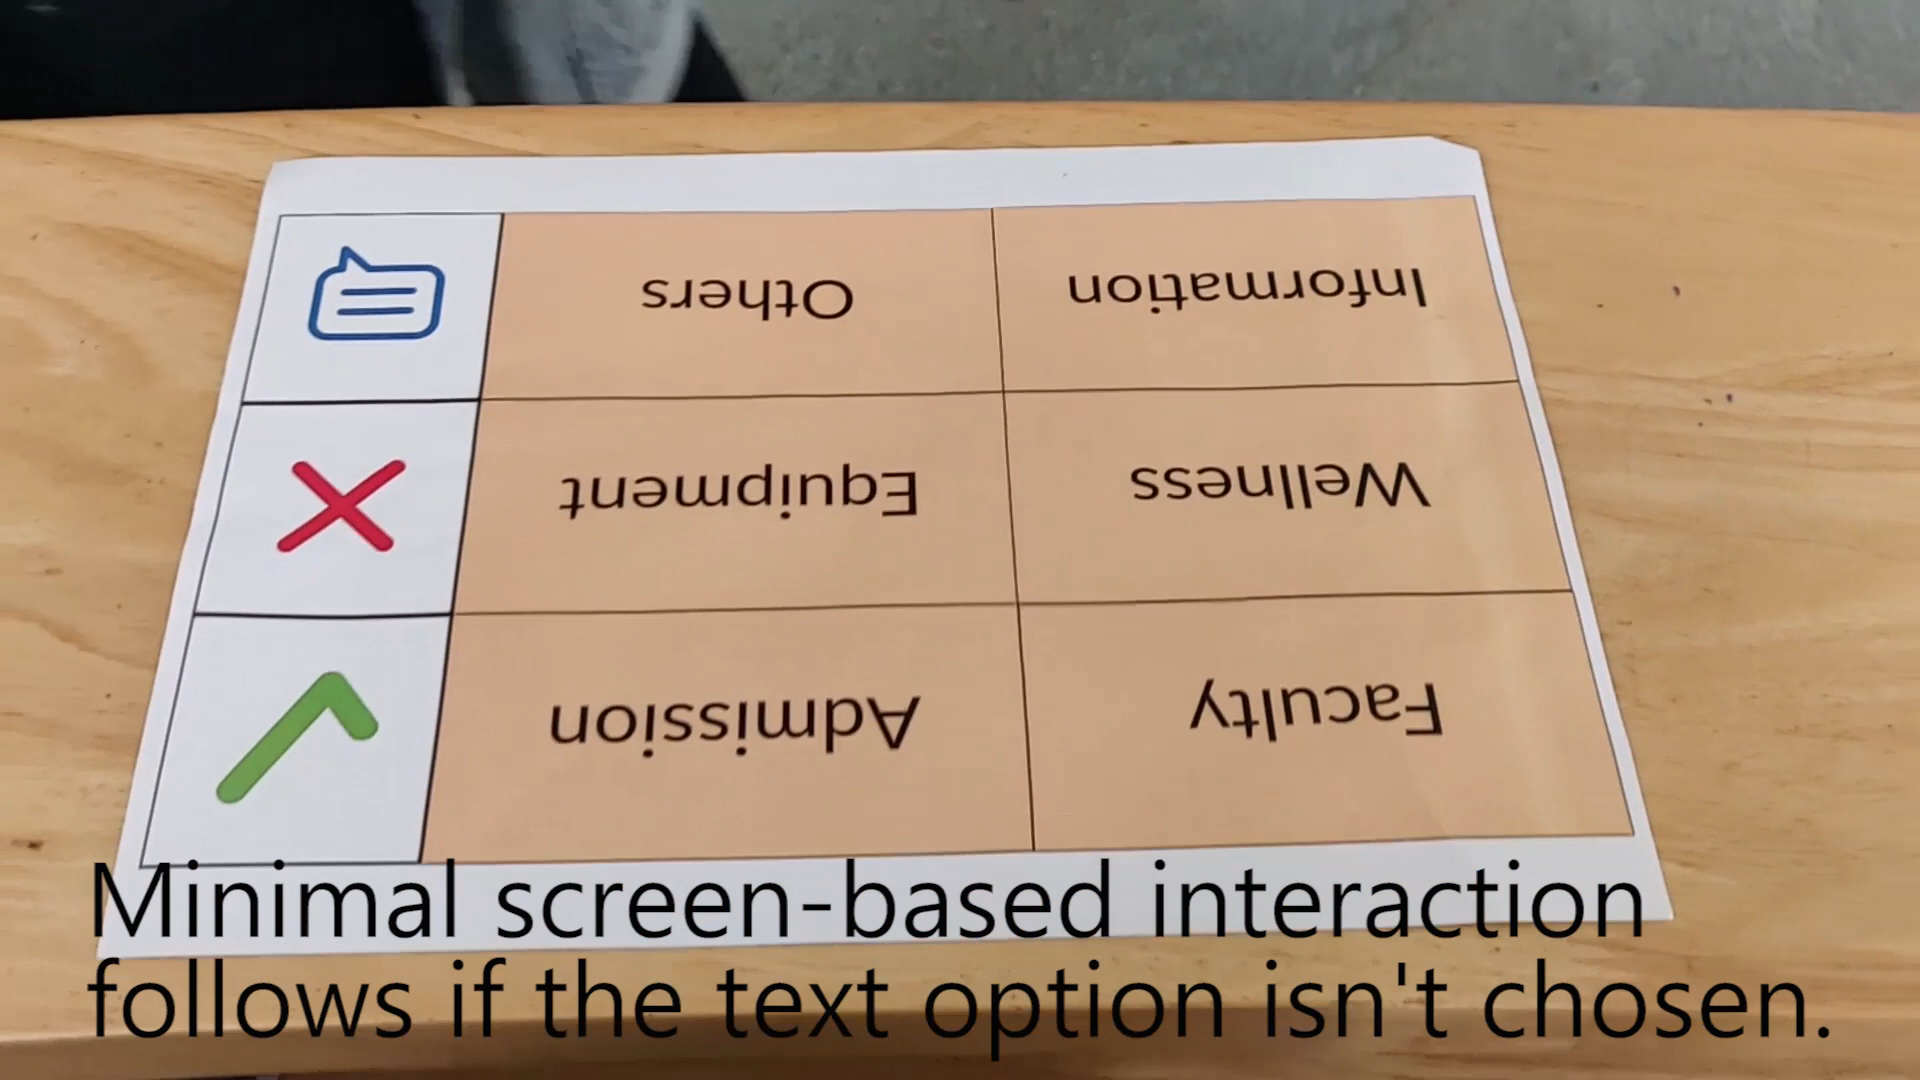 Faculty
Admission
Wellness
Equipment
Information
Others
Minimal screen-based interaction
follows if the text option isn't chosen.